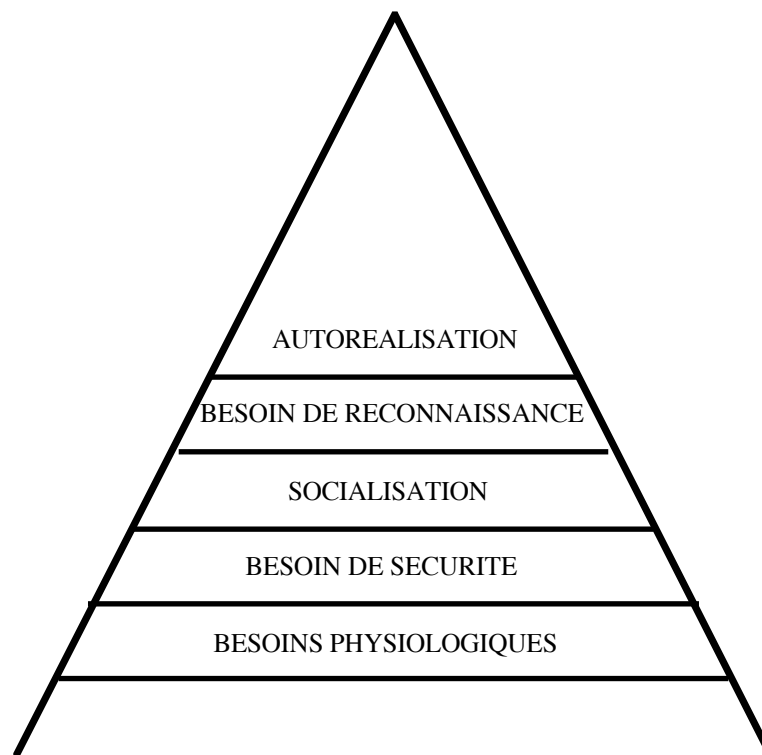 AUTOREALISATION
BESOIN DE RECONNAISSANCE
SOCIALISATION
BESOIN DE SECURITE
BESOINS PHYSIOLOGIQUES